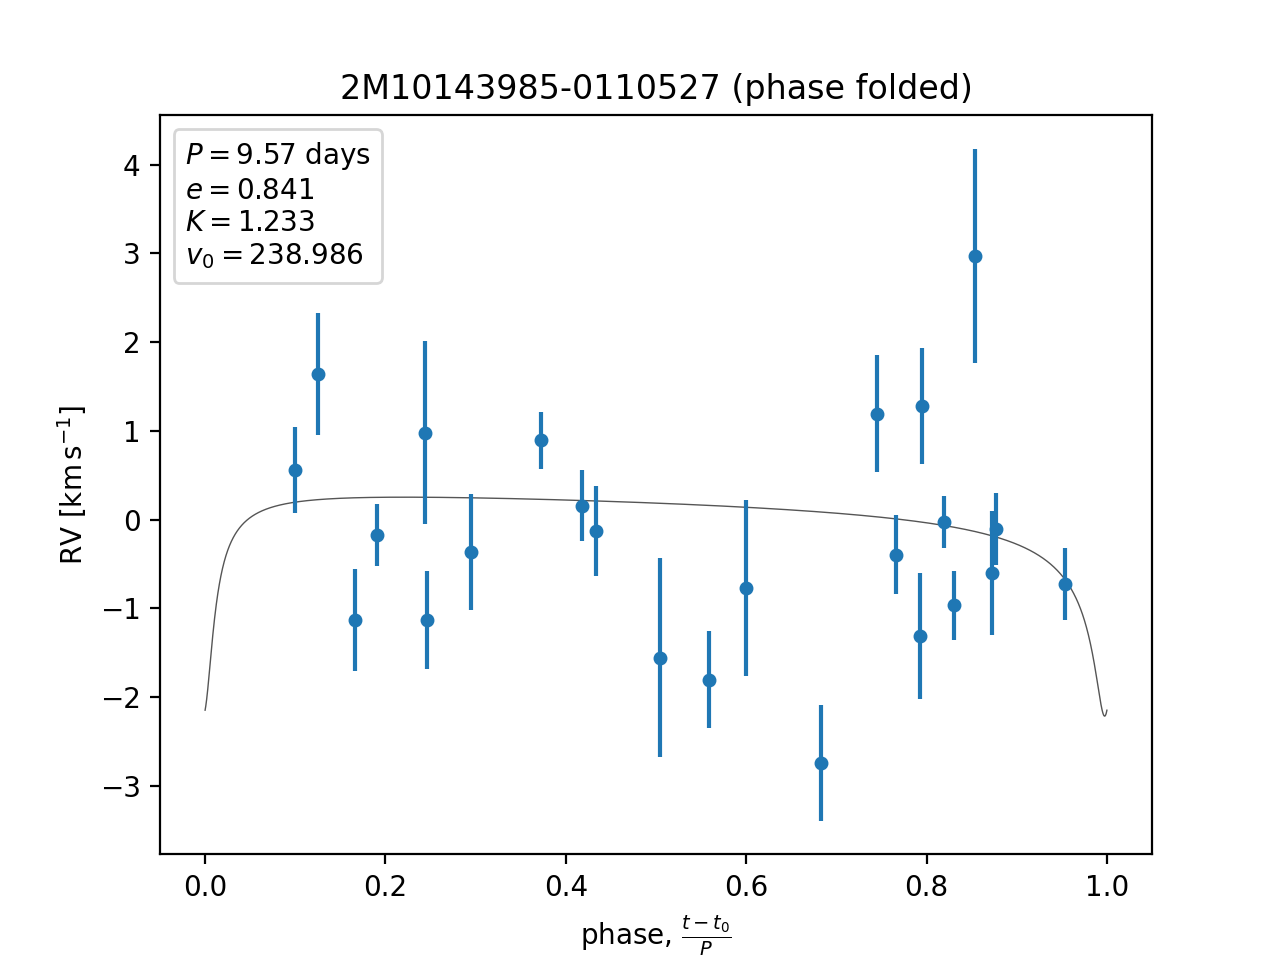 2M10143985-0110527 (phase folded)
P = 9.57 days
e = 0.841
K = 1.233
v₀ = 238.986
4
3
2
1
0
−1
−2
−3
RV [km s⁻¹]
0.0 0.2 0.4 0.6 0.8 1.0
phase, (t − t₀)/P